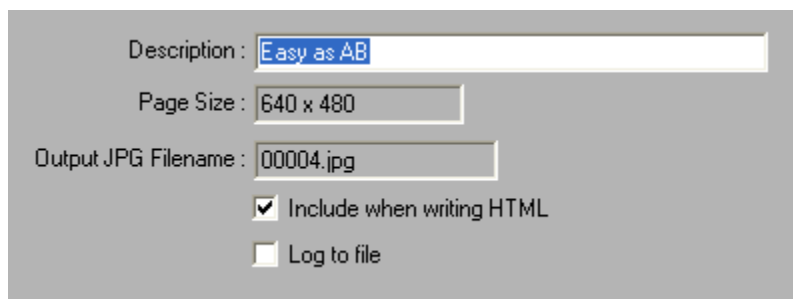 Description : Easy as AB
Page Size : 640 x 480
Output JPG Filename : 00004.jpg
Include when writing HTML
Log to file